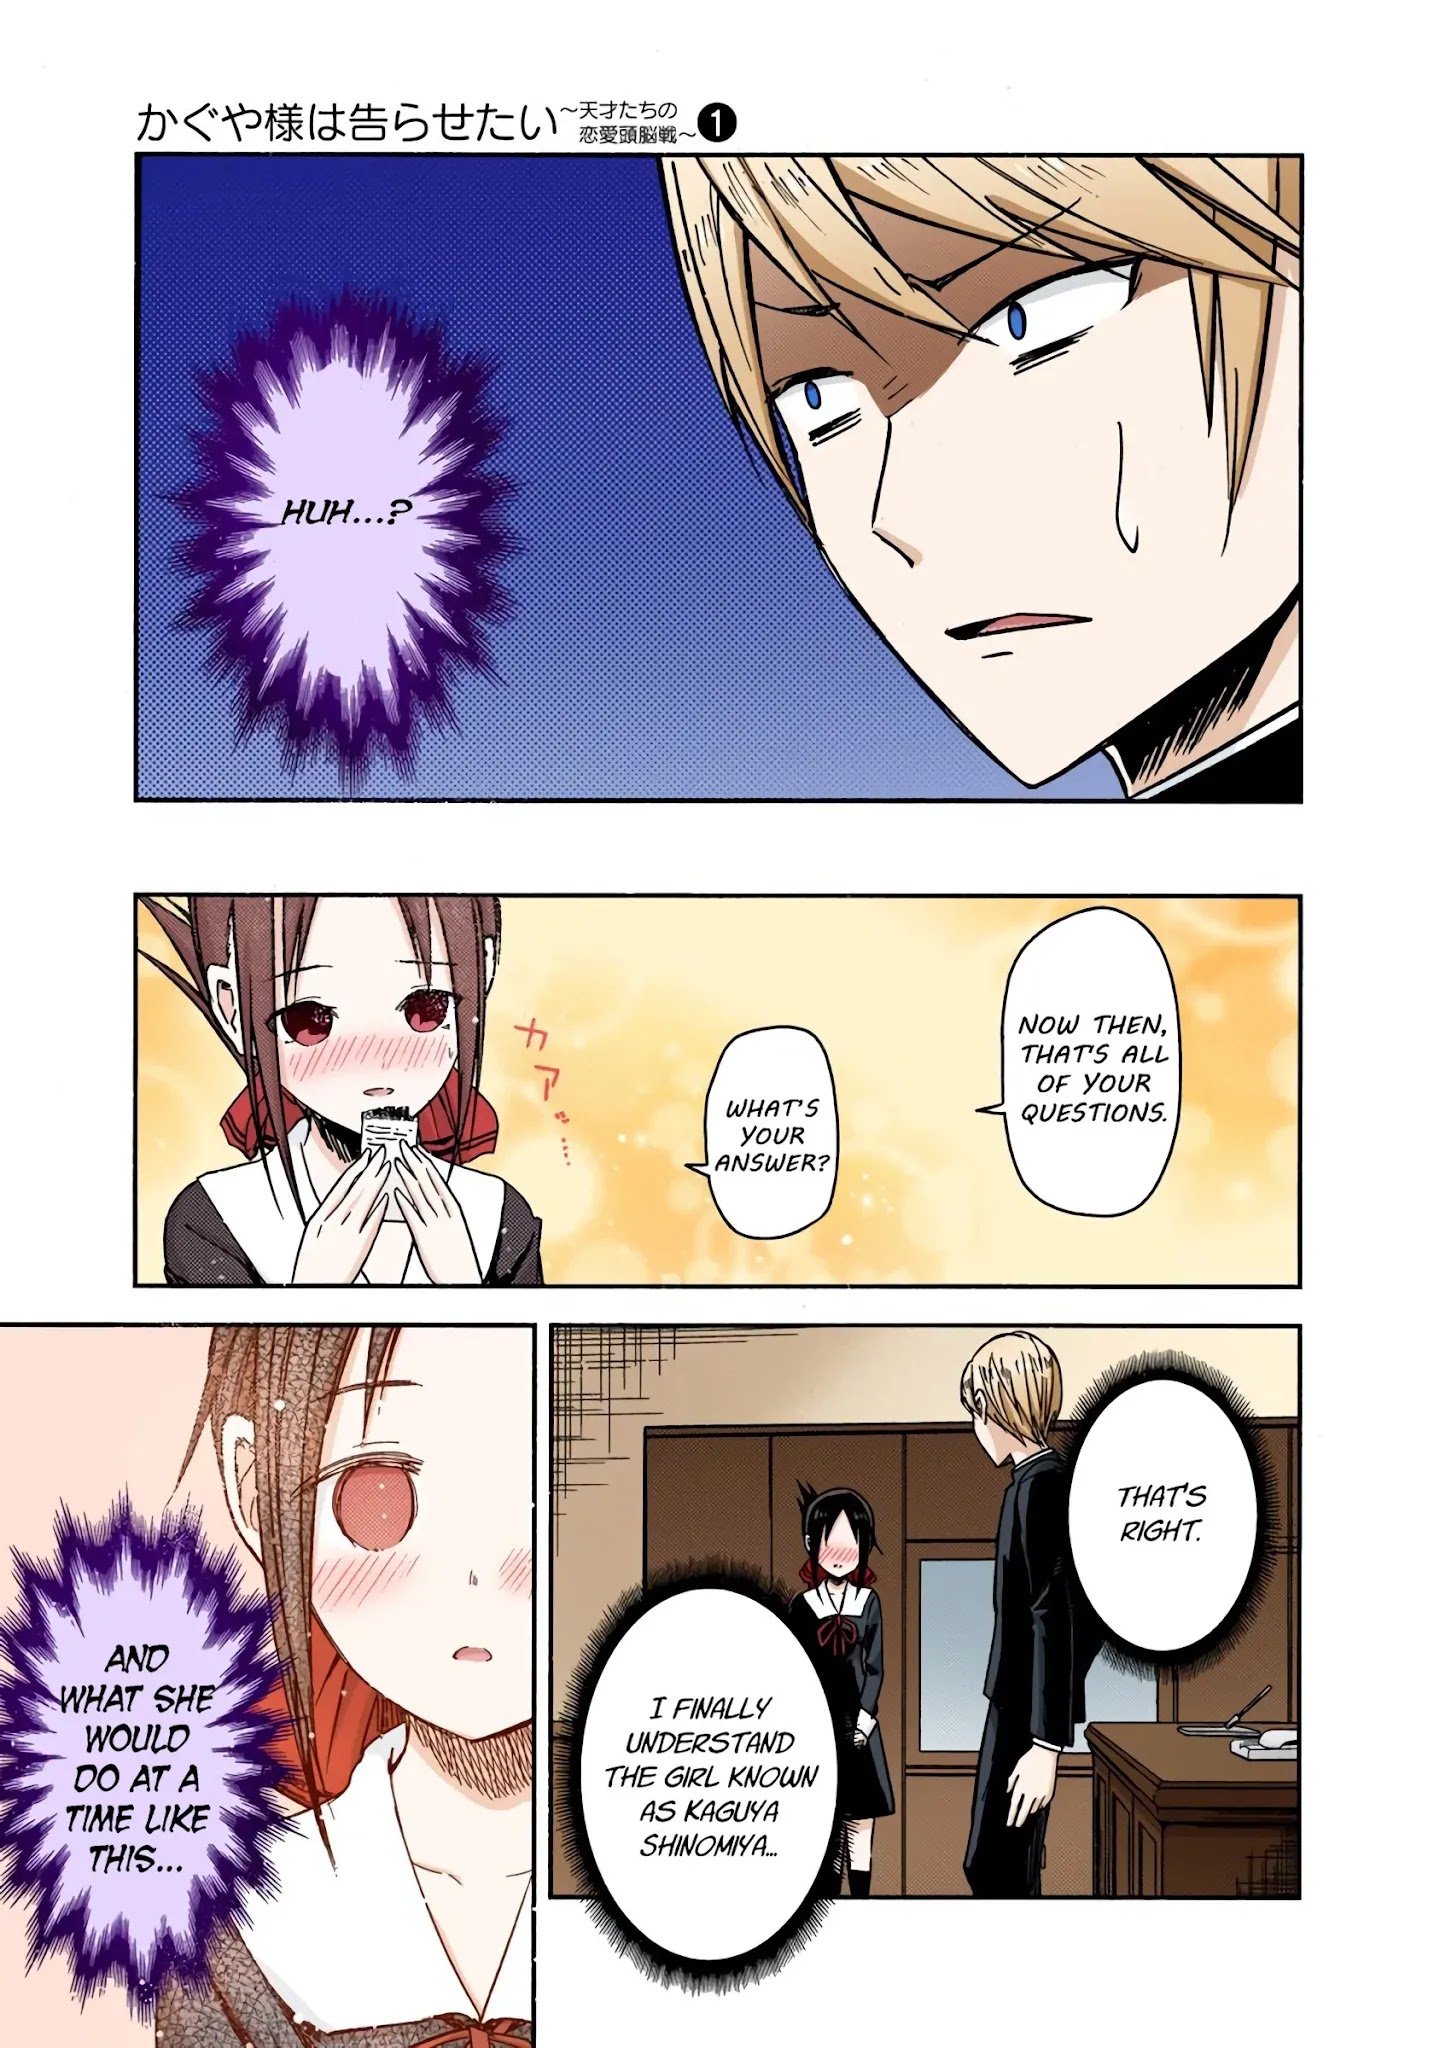 かぐや様は告らせたい～天才たちの
恋愛頭脳戦～1
HUH...?
NOW THEN,
THAT'S ALL
OF YOUR
QUESTIONS.
WHAT'S
YOUR
ANSWER?
カアッ…
THAT'S
RIGHT.
I FINALLY
UNDERSTAND
THE GIRL KNOWN
AS KAGUYA
SHINOMIYA...
AND
WHAT SHE
WOULD
DO AT A
TIME LIKE
THIS...